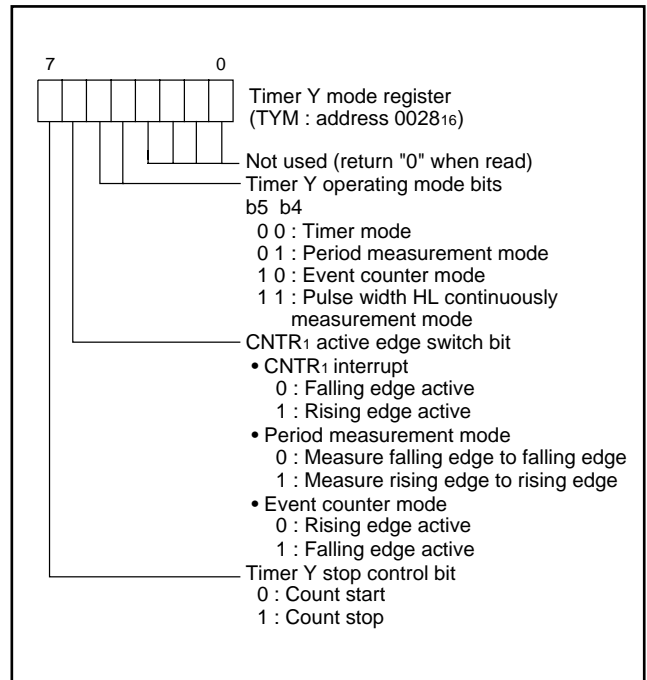 7 0
Timer Y mode register
(TYM : address 002816)
Not used (return "0" when read)
Timer Y operating mode bits
b5 b4
0 0 : Timer mode
0 1 : Period measurement mode
1 0 : Event counter mode
1 1 : Pulse width HL continuously
measurement mode
CNTR1 active edge switch bit
• CNTR1 interrupt
0 : Falling edge active
1 : Rising edge active
• Period measurement mode
0 : Measure falling edge to falling edge
1 : Measure rising edge to rising edge
• Event counter mode
0 : Rising edge active
1 : Falling edge active
Timer Y stop control bit
0 : Count start
1 : Count stop